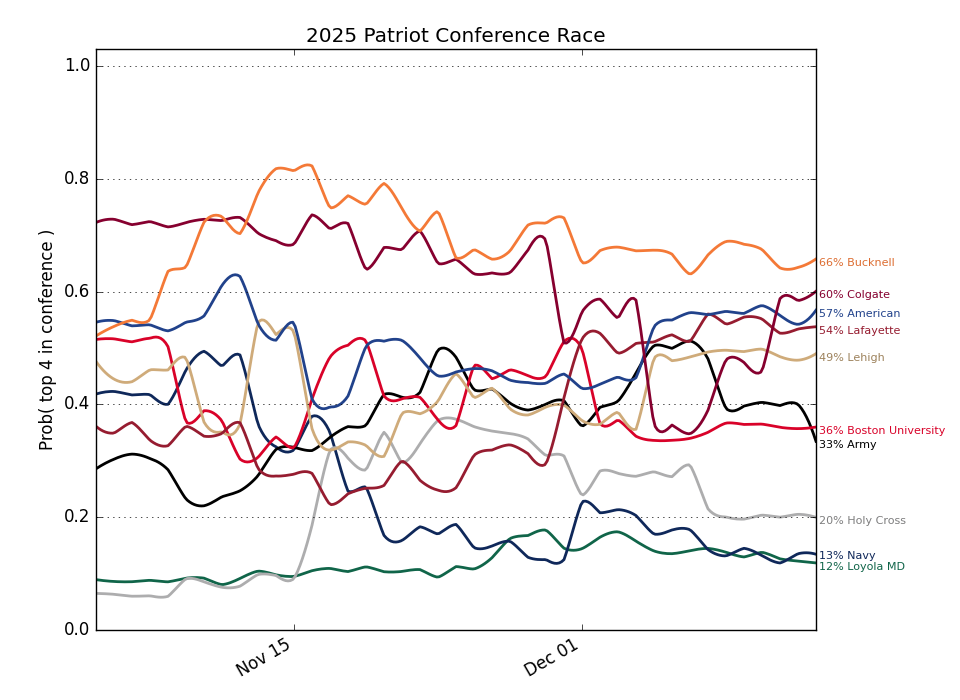 2025 Patriot Conference Race
Prob( top 4 in conference )
1.0
0.8
0.6
0.4
0.2
0.0
Nov 15
Dec 01
66% Bucknell
60% Colgate
57% American
54% Lafayette
49% Lehigh
36% Boston University
33% Army
20% Holy Cross
13% Navy
12% Loyola MD